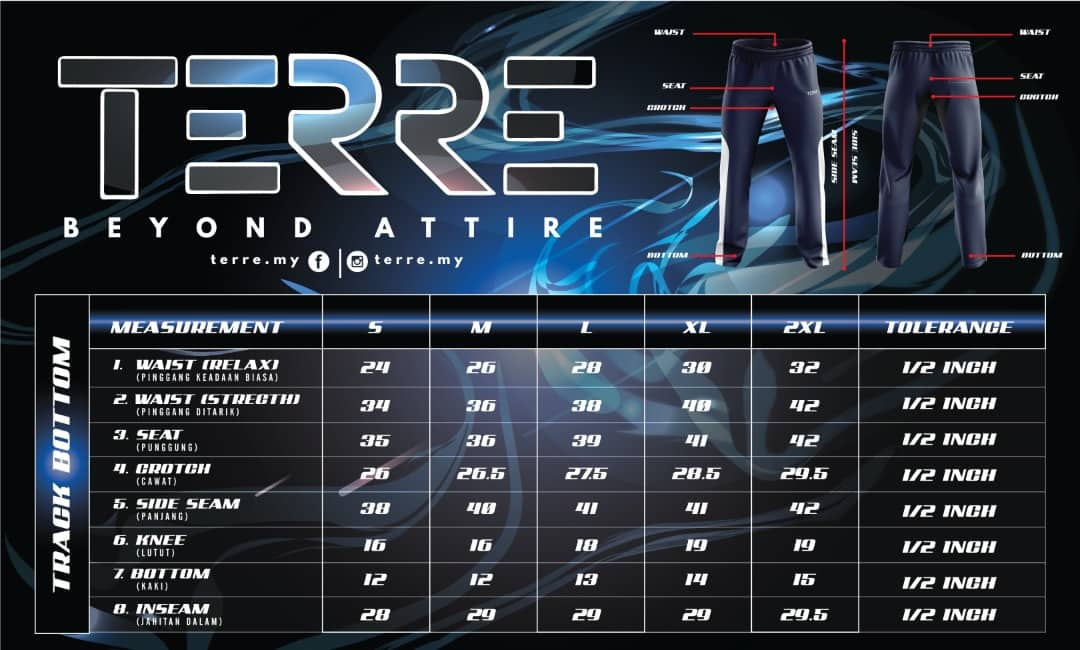 TERRE
BEYOND ATTIRE
terre.my terre.my
WAIST
SEAT
CROTCH
BOTTOM
TERRE
SIDE SEAM
SIDE SEAM
WAIST
SEAT
CROTCH
BOTTOM
TRACK BOTTOM
MEASUREMENT S M L XL 2XL TOLERANCE
1. WAIST (RELAX) 24 26 28 30 32 1/2 INCH
(PINGGANG KEADAAN BIASA)
2. WAIST (STRECTH) 34 36 38 40 42 1/2 INCH
(PINGGANG DITARIK)
3. SEAT 35 36 39 41 42 1/2 INCH
(PUNGGUNG)
4. CROTCH 26 26.5 27.5 28.5 29.5 1/2 INCH
(CAWAT)
5. SIDE SEAM 38 40 41 41 42 1/2 INCH
(PANJANG)
6. KNEE 16 16 18 19 19 1/2 INCH
(LUTUT)
7. BOTTOM 12 12 13 14 15 1/2 INCH
(KAKI)
8. INSEAM 28 29 29 29 29.5 1/2 INCH
(JAHITAN DALAM)